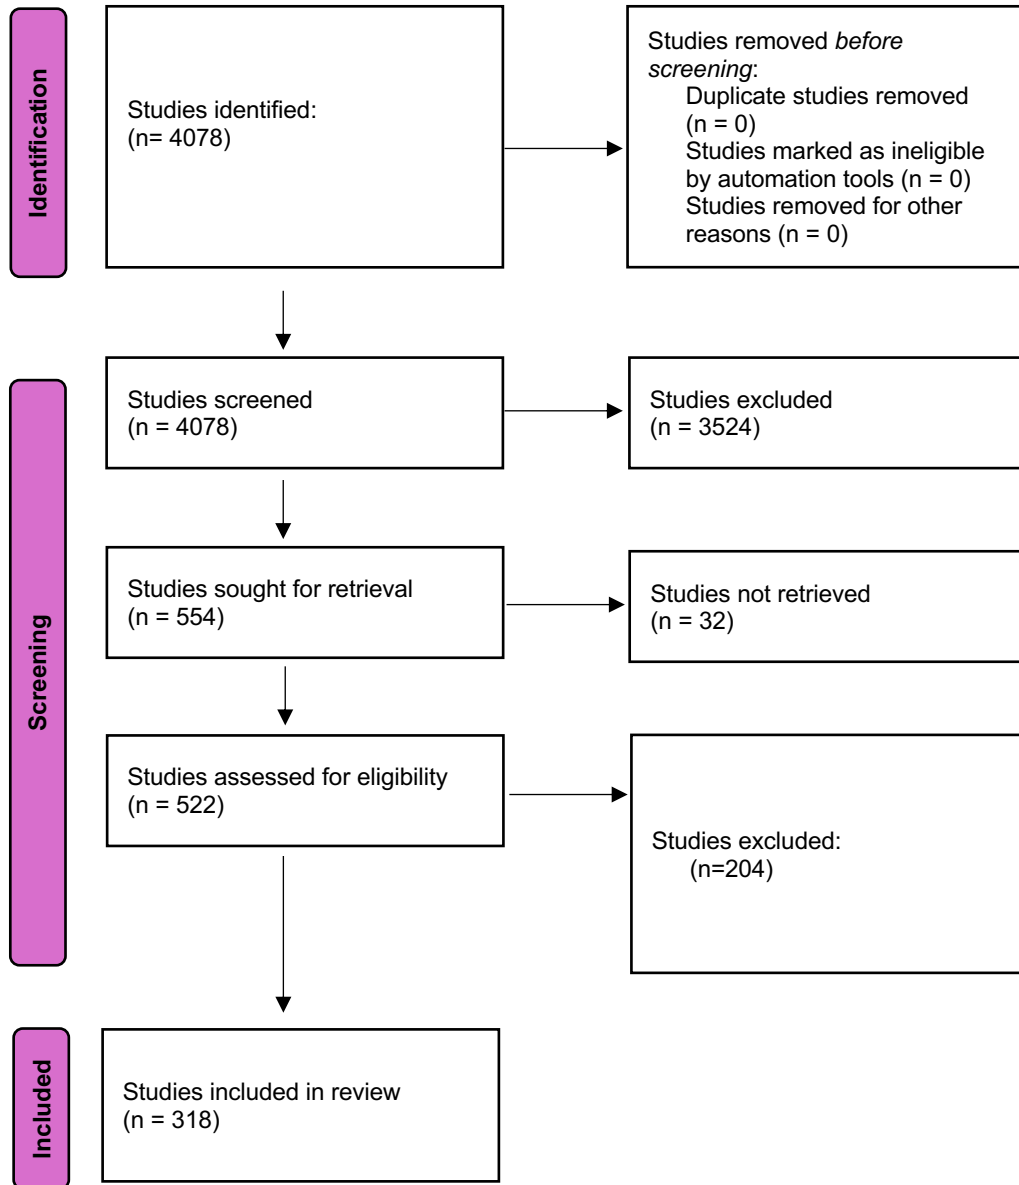 Identification
Studies identified:
(n= 4078)
Studies removed before
screening:
Duplicate studies removed
(n = 0)
Studies marked as ineligible
by automation tools (n = 0)
Studies removed for other
reasons (n = 0)
Screening
Studies screened
(n = 4078)
Studies excluded
(n = 3524)
Studies sought for retrieval
(n = 554)
Studies not retrieved
(n = 32)
Studies assessed for eligibility
(n = 522)
Studies excluded:
(n=204)
Included
Studies included in review
(n = 318)